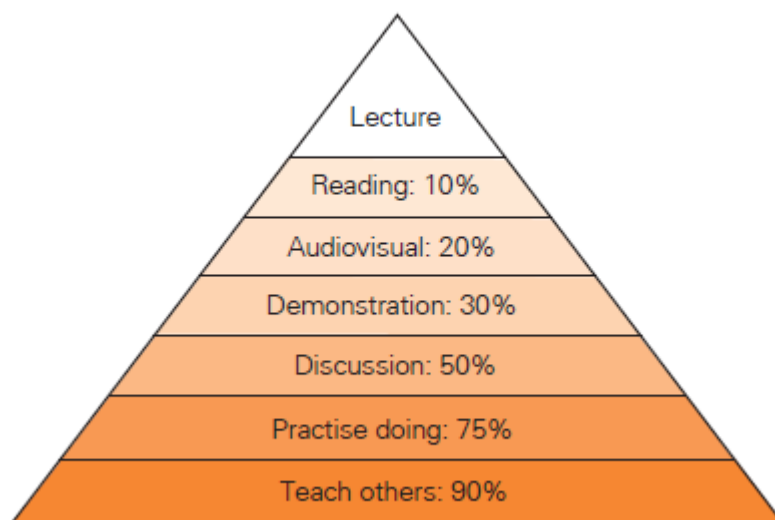 Lecture
Reading: 10%
Audiovisual: 20%
Demonstration: 30%
Discussion: 50%
Practise doing: 75%
Teach others: 90%